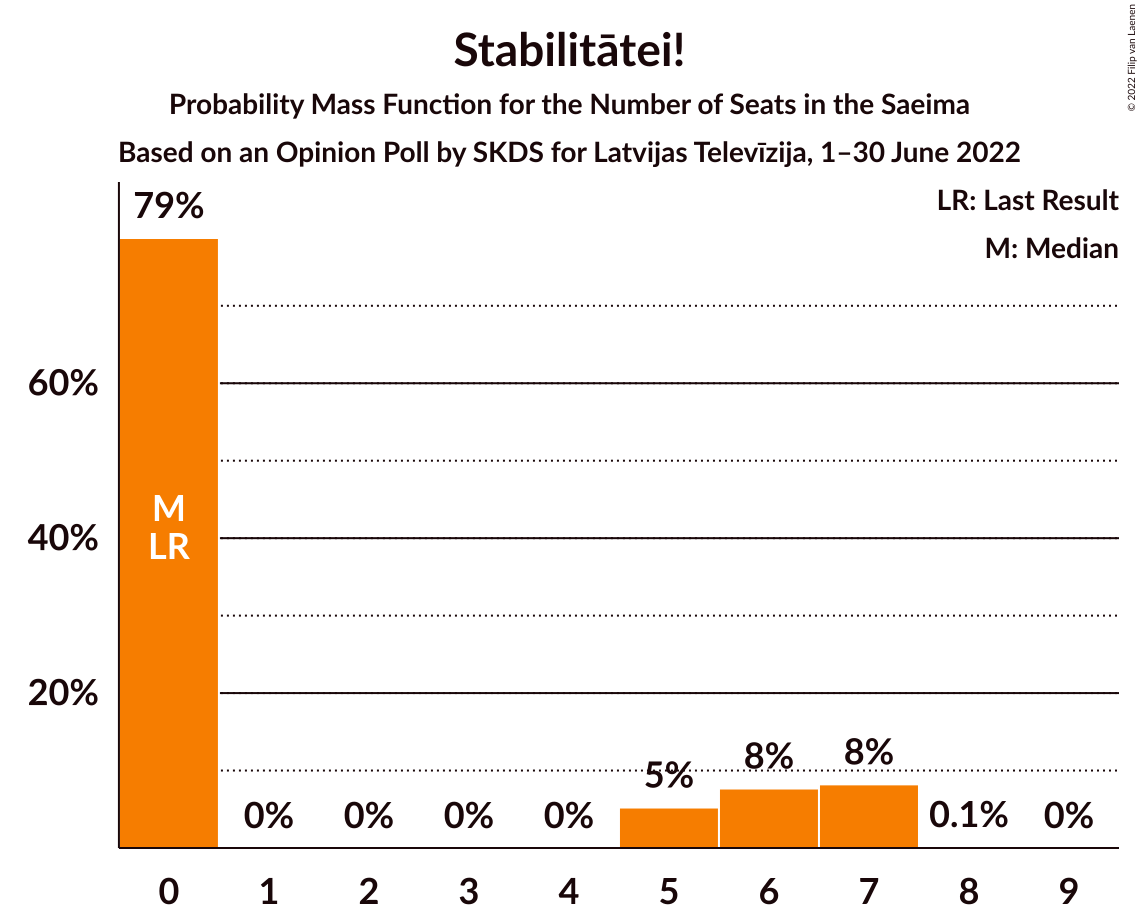 Stabilitātei!
Probability Mass Function for the Number of Seats in the Saeima
Based on an Opinion Poll by SKDS for Latvijas Televīzija, 1–30 June 2022
© 2022 Filip van Laenen
LR: Last Result
M: Median
79%
60%
40%
20%
M
LR
0%
0%
0%
0%
5%
8%
8%
0.1%
0%
0 1 2 3 4 5 6 7 8 9